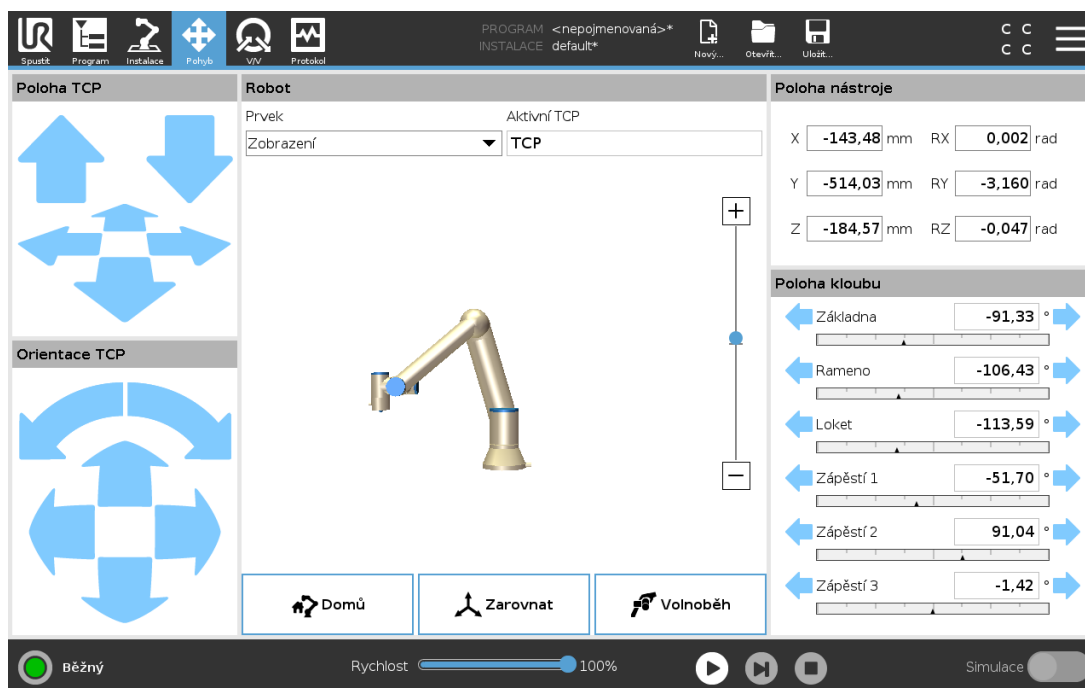 UR
PROGRAM <nepojmenovaná>*
INSTALACE default*
C C
C C
Spustit Program Instalace Pohyb V/V Protokol Nový... Otevřít... Uložit...
Poloha TCP
Robot
Prvek Aktivní TCP
Zobrazení TCP
Orientace TCP
Domů Zarovnat Volnoběh
Poloha nástroje
X -143,48 mm RX 0,002 rad
Y -514,03 mm RY -3,160 rad
Z -184,57 mm RZ -0,047 rad
Poloha kloubu
Základna -91,33 °
Rameno -106,43 °
Loket -113,59 °
Zápěstí 1 -51,70 °
Zápěstí 2 91,04 °
Zápěstí 3 -1,42 °
Běžný Rychlost 100% Simulace